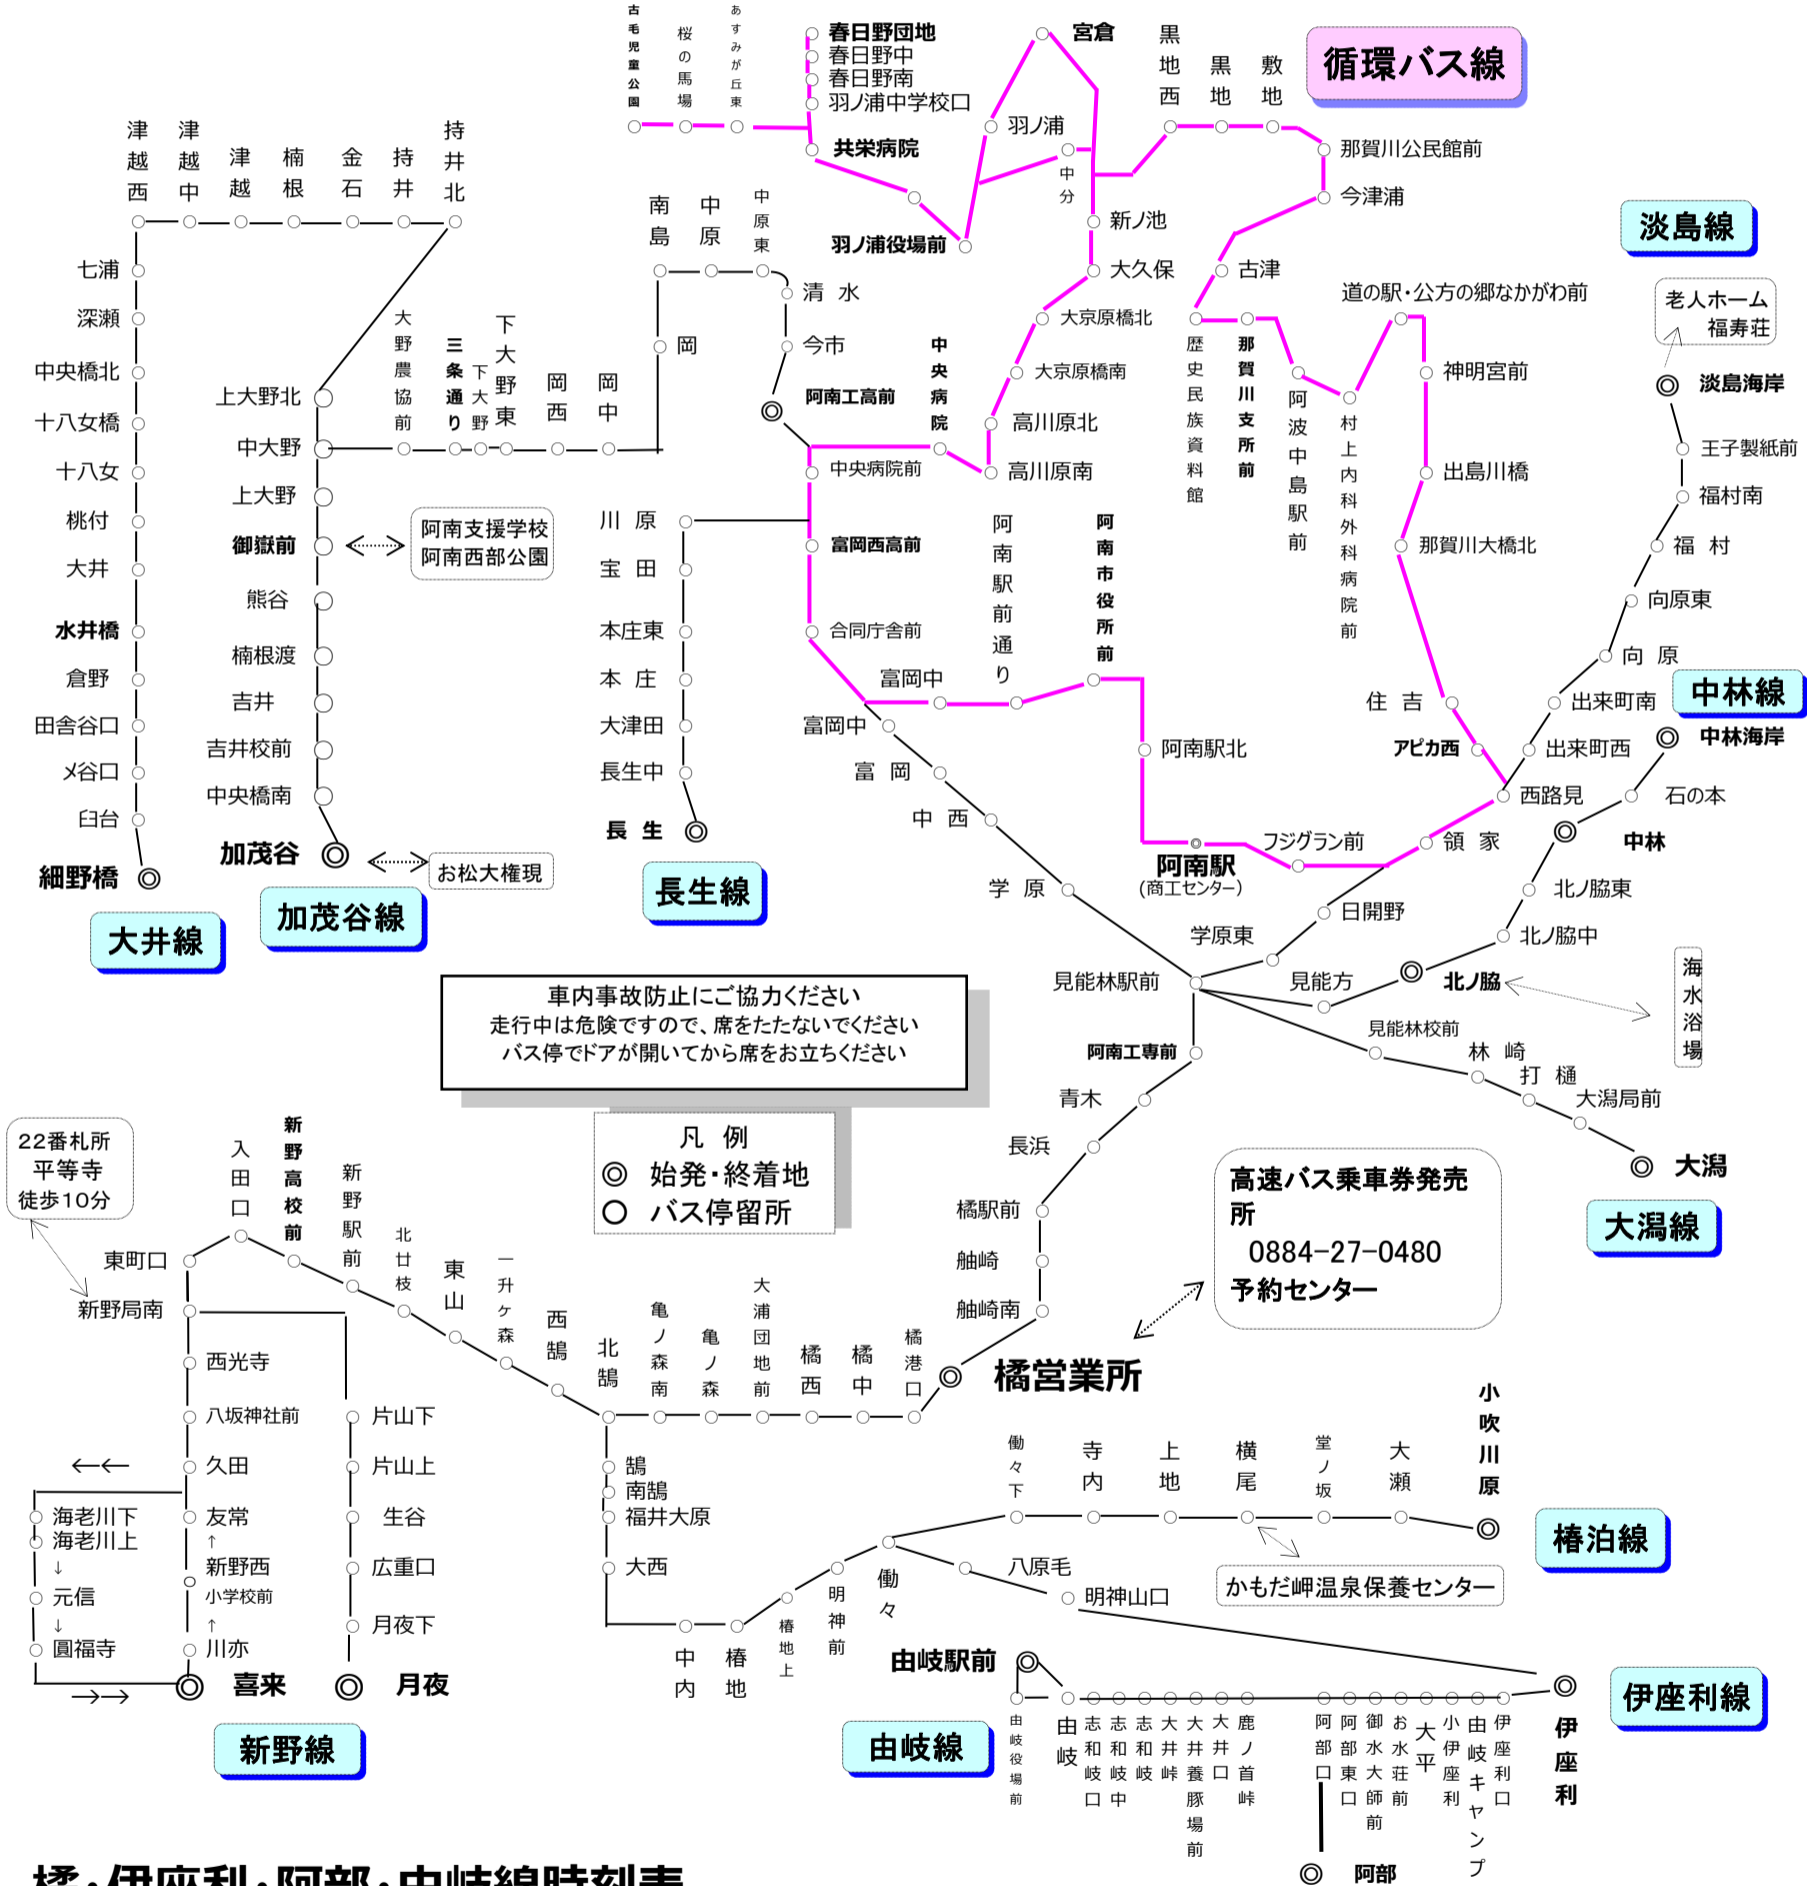 循環バス線
古毛児童公園
桜の馬場
あすみが丘東
春日野団地
春日野中
春日野南
羽ノ浦中学校口
共栄病院
羽ノ浦役場前
宮倉
羽ノ浦
中分
新ノ池
大久保
大京原橋北
大京原橋南
高川原北
高川原南
中央病院
黒地西
黒地
敷地
那賀川公民館前
今津浦
古津
歴史民族資料館
那賀川支所前
阿波中島駅前
村上内科外科病院前
道の駅・公方の郷なかがわ前
神明宮前
出島川橋
那賀川大橋北
住吉
アピカ西
西路見
領家
フジグラン前
阿南駅
(商工センター)
阿南駅北
阿南市役所前
阿南駅前通り
富岡中
合同庁舎前
富岡西高前
中央病院前
阿南工高前
今市
清水
中原東
中原
南島
岡
岡中
岡西
下大野東
下大野
三条通り
大野農協前
津越西
津越中
津越
楠根
金石
持井
持井北
七浦
深瀬
中央橋北
十八女橋
十八女
桃付
大井
水井橋
倉野
田舎谷口
メ谷口
臼台
細野橋
大井線
上大野北
中大野
上大野
御嶽前
阿南支援学校
阿南西部公園
熊谷
楠根渡
吉井
吉井校前
中央橋南
加茂谷
お松大権現
加茂谷線
川原
宝田
本庄東
本庄
大津田
長生中
長生
長生線
淡島線
老人ホーム
福寿荘
淡島海岸
王子製紙前
福村南
福村
向原東
向原
出来町南
出来町西
中林線
中林海岸
石の本
中林
北ノ脇東
北ノ脇中
北ノ脇
海水浴場
見能方
日開野
学原東
見能林駅前
富岡中
富岡
中西
学原
見能林校前
林崎
打樋
大潟局前
大潟
大潟線
阿南工専前
青木
長浜
橘駅前
舳崎
舳崎南
橘営業所
車内事故防止にご協力ください
走行中は危険ですので、席をたたないでください
バス停でドアが開いてから席をお立ちください
凡例
◎ 始発・終着地
○ バス停留所
高速バス乗車券発売
所
0884-27-0480
予約センター
22番札所
平等寺
徒歩10分
東町口
入田口
新野高校前
新野駅前
北廿枝
東山
一升ヶ森
西鵠
北鵠
亀ノ森南
亀ノ森
大浦団地前
橘西
橘中
橘港口
新野局南
西光寺
八坂神社前
久田
←←
海老川下
海老川上
↓
元信
↓
圓福寺
→→
友常
↑
新野西
小学校前
↑
川亦
喜来
片山下
片山上
生谷
広重口
月夜下
月夜
新野線
鵠
南鵠
福井大原
大西
中内
椿地
椿地上
明神前
働々
働々下
寺内
上地
横尾
堂ノ坂
大瀬
小吹川原
椿泊線
かもだ岬温泉保養センター
八原毛
明神山口
由岐駅前
由岐役場前
由岐
志和岐口
志和岐中
志和岐
大井峠
大井養豚場前
大井口
鹿ノ首峠
阿部口
阿部東口
御水大師前
お水荘前
大平
小伊座利
由岐キャンプ
伊座利口
伊座利
伊座利線
由岐線
阿部
橘・伊座利・阿部・由岐線時刻表